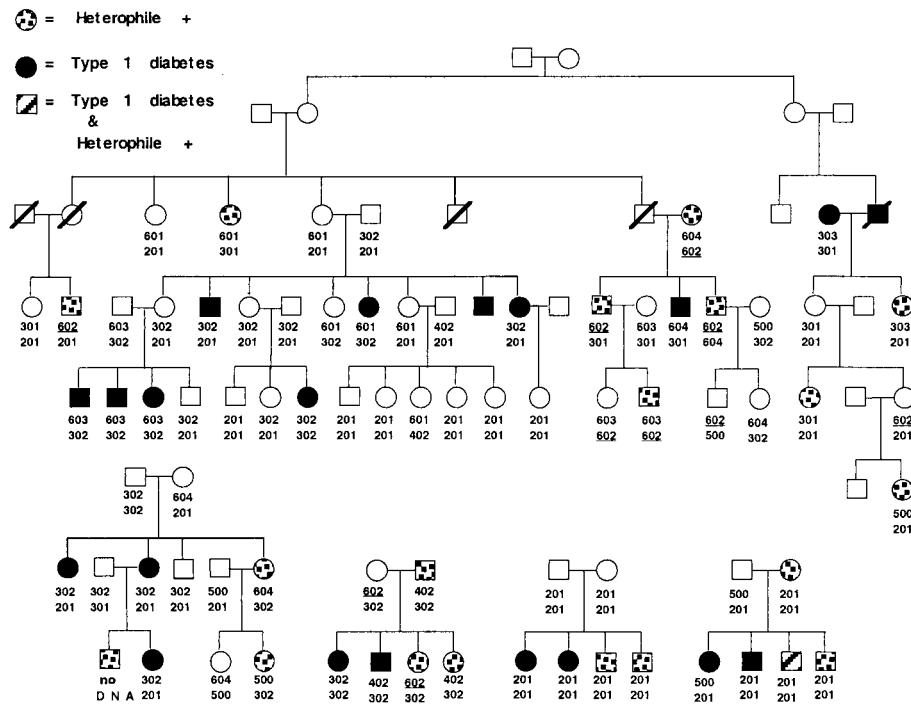 = Heterophile +
= Type 1 diabetes
= Type 1 diabetes
&
Heterophile +
601 601 601 302 604 303
201 301 201 201 602 301
301 602 603 302 302 302 302 601 601 601 402 302 602 603 604 602 500 301 303
201 201 302 201 201 201 201 302 302 201 201 201 301 301 301 604 302 201 201
603 603 603 302 201 302 302 201 201 601 201 201 201 603 603 602 604 301 602
302 302 302 201 201 201 302 201 201 402 201 201 201 602 602 500 302 201 201
302 604 500
302 201 201
302 302 302 302 500 604 602 402 201 201 500 201
201 301 201 201 201 302 302 302 201 201 201 201
no 302 604 500 302 402 602 402 201 201 201 201 500 201 201 201
DNA 201 500 302 302 302 302 302 201 201 201 201 201 201 201 201